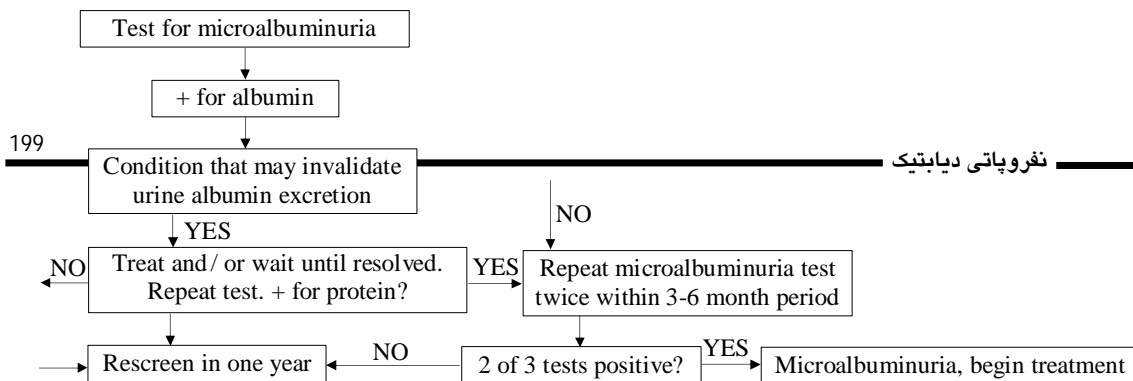 Test for microalbuminuria
+ for albumin
199
نفروپاتی دیابتیک
Condition that may invalidate
urine albumin excretion
NO
YES
NO
Treat and/ or wait until resolved.
Repeat test. + for protein?
YES
Repeat microalbuminuria test
twice within 3-6 month period
Rescreen in one year
NO
2 of 3 tests positive?
YES
Microalbuminuria, begin treatment